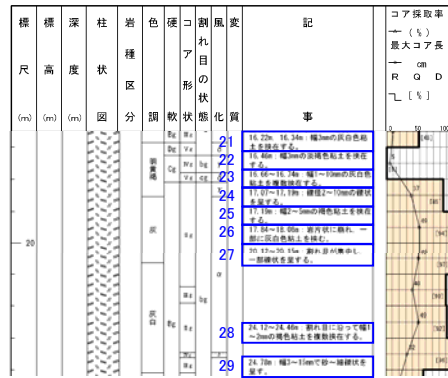 標 標 深 柱 岩 色 硬 コ 割 風 変 記
尺 高 度 状 種 ア れ
区 形 目
図 分 調 軟 状 の 化 質 事
状
態
(m) (m) (m)
コア採取率
(%)
最大コア長
cm
R Q D
[%]
20
灰
灰白
Bg
Cg
Bg
bg
cg
bg
α
21
22
23
24
25
26
27
28
29
16.22m、16.34m：幅3mmの灰白色粘
土を挟在する。
16.46m：幅3mmの淡褐色粘土を挟在
する。
16.66～16.74m：幅1～10mmの灰白色
粘土を複数挟在する。
17.07～17.19m：礫径2～10mmの礫状
を呈する。
17.19m：幅2～5mmの褐色粘土を挟在
する。
17.84～18.08m：岩片状に割れ、一
部に灰白色粘土を挟む。
20.12～20.15m：割れ目が集中し、
一部礫状を呈する。
24.12～24.46m：割れ目に沿って幅1
～2mmの褐色粘土を複数挟在する。
24.78m：幅3～15mmで砂～細礫状を
呈す。